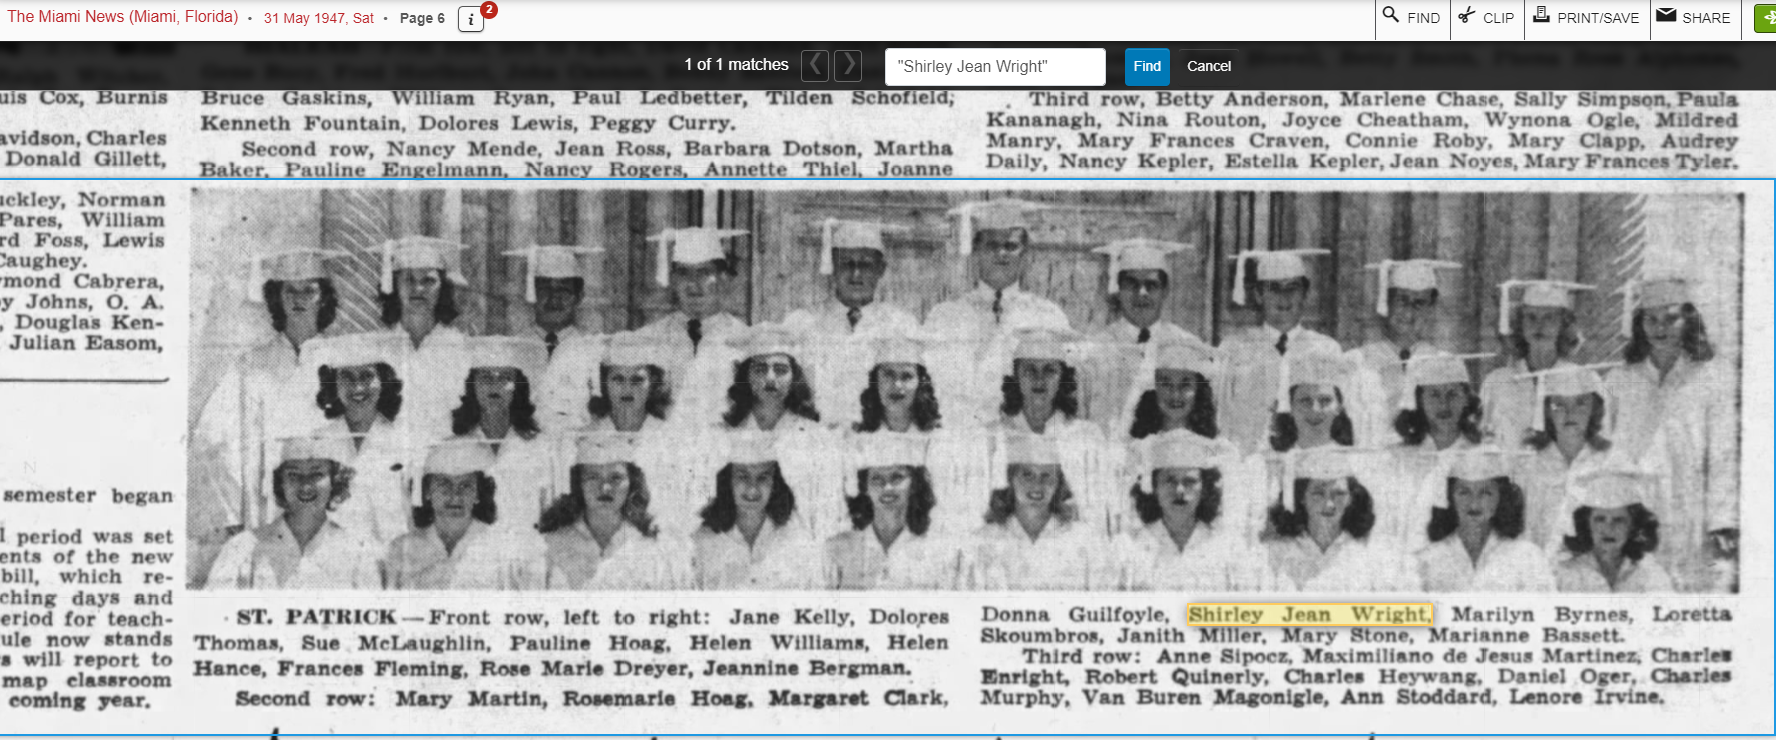 The Miami News (Miami, Florida) • 31 May 1947, Sat • Page 6 i 2
FIND CLIP PRINT/SAVE SHARE
1 of 1 matches "Shirley Jean Wright" Find Cancel
uis Cox, Burnis
avidson, Charles
Donald Gillett,
uckley, Norman
Pares, William
rd Foss, Lewis
Caughey.
ymond Cabrera,
by Johns, O. A.
, Douglas Ken-
Julian Easom,
semester began
l period was set
ents of the new
bill, which re-
ching days and
eriod for teach-
ule now stands
s will report to
map classroom
coming year.
Bruce Gaskins, William Ryan, Paul Ledbetter, Tilden Schofield;
Kenneth Fountain, Dolores Lewis, Peggy Curry.
Second row, Nancy Mende, Jean Ross, Barbara Dotson, Martha
Baker, Pauline Engelmann, Nancy Rogers, Annette Thiel, Joanne
Third row, Betty Anderson, Marlene Chase, Sally Simpson, Paula
Kananagh, Nina Routon, Joyce Cheatham, Wynona Ogle, Mildred
Manry, Mary Frances Craven, Connie Roby, Mary Clapp, Audrey
Daily, Nancy Kepler, Estella Kepler, Jean Noyes, Mary Frances Tyler.
ST. PATRICK—Front row, left to right: Jane Kelly, Dolores
Thomas, Sue McLaughlin, Pauline Hoag, Helen Williams, Helen
Hance, Frances Fleming, Rose Marie Dreyer, Jeannine Bergman.
Second row: Mary Martin, Rosemarie Hoag, Margaret Clark,
Donna Guilfoyle, Shirley Jean Wright, Marilyn Byrnes, Loretta
Skoumbros, Janith Miller, Mary Stone, Marianne Bassett.
Third row: Anne Sipocz, Maximiliano de Jesus Martinez, Charles
Enright, Robert Quinerly, Charles Heywang, Daniel Oger, Charles
Murphy, Van Buren Magonigle, Ann Stoddard, Lenore Irvine.